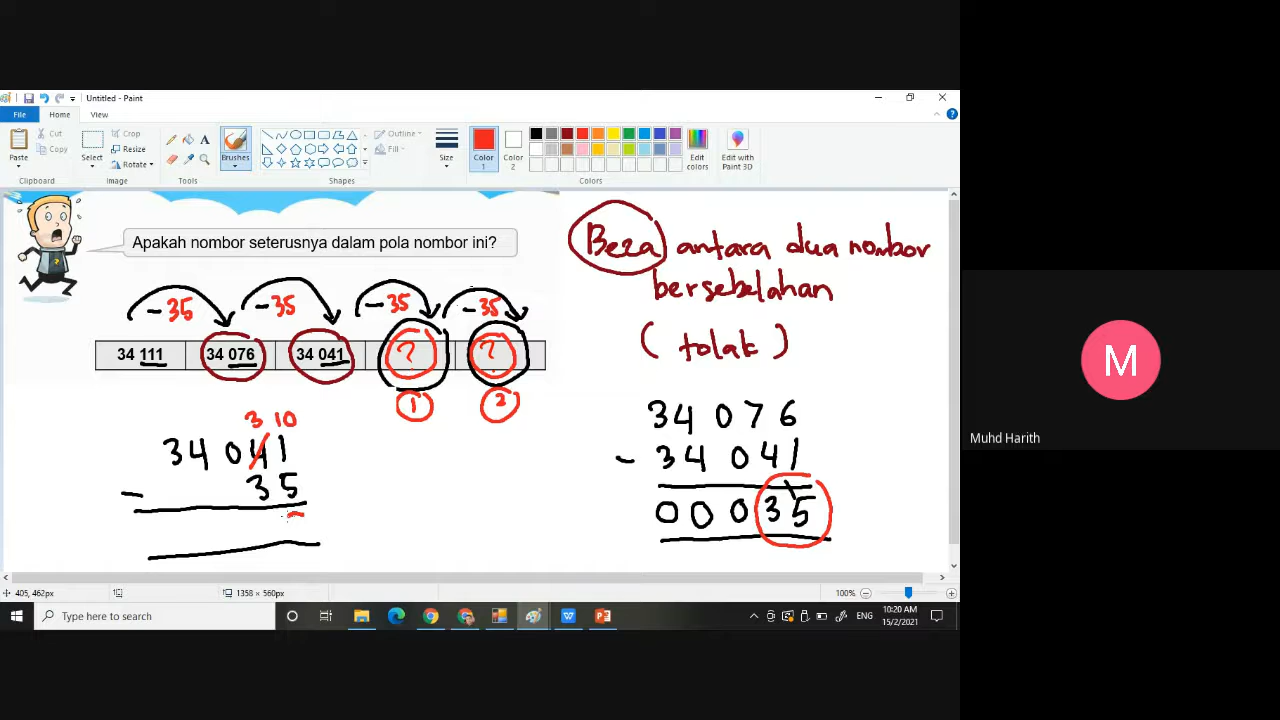 Untitled - Paint
File Home View
Paste Cut Copy
Clipboard
Select Crop Resize Rotate
Image
Tools
Brushes
Shapes
Outline
Fill
Size
Color 1
Color 2
Edit colors
Colors
Edit with Paint 3D
Apakah nombor seterusnya dalam pola nombor ini?
-35 -35 -35 -35
34 111 34 076 34 041 ? ?
1 2
3 10
34 041
- 35
Beza antara dua nombor
bersebelahan
(tolak)
34 076
- 34 041
00035
Muhd Harith
M
405, 462px
1358 × 560px
100%
Type here to search
ENG
10:20 AM
15/2/2021